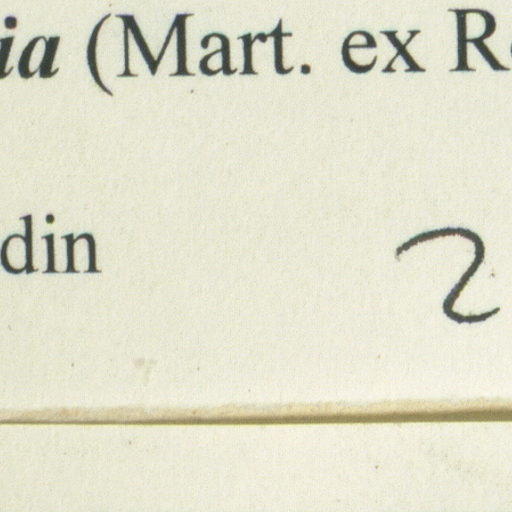 ia (Mart. ex R
din 2